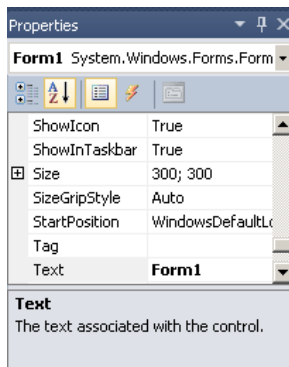 Properties
Form1 System.Windows.Forms.Form
ShowIcon True
ShowInTaskbar True
Size 300; 300
SizeGripStyle Auto
StartPosition WindowsDefaultLo
Tag
Text Form1
Text
The text associated with the control.